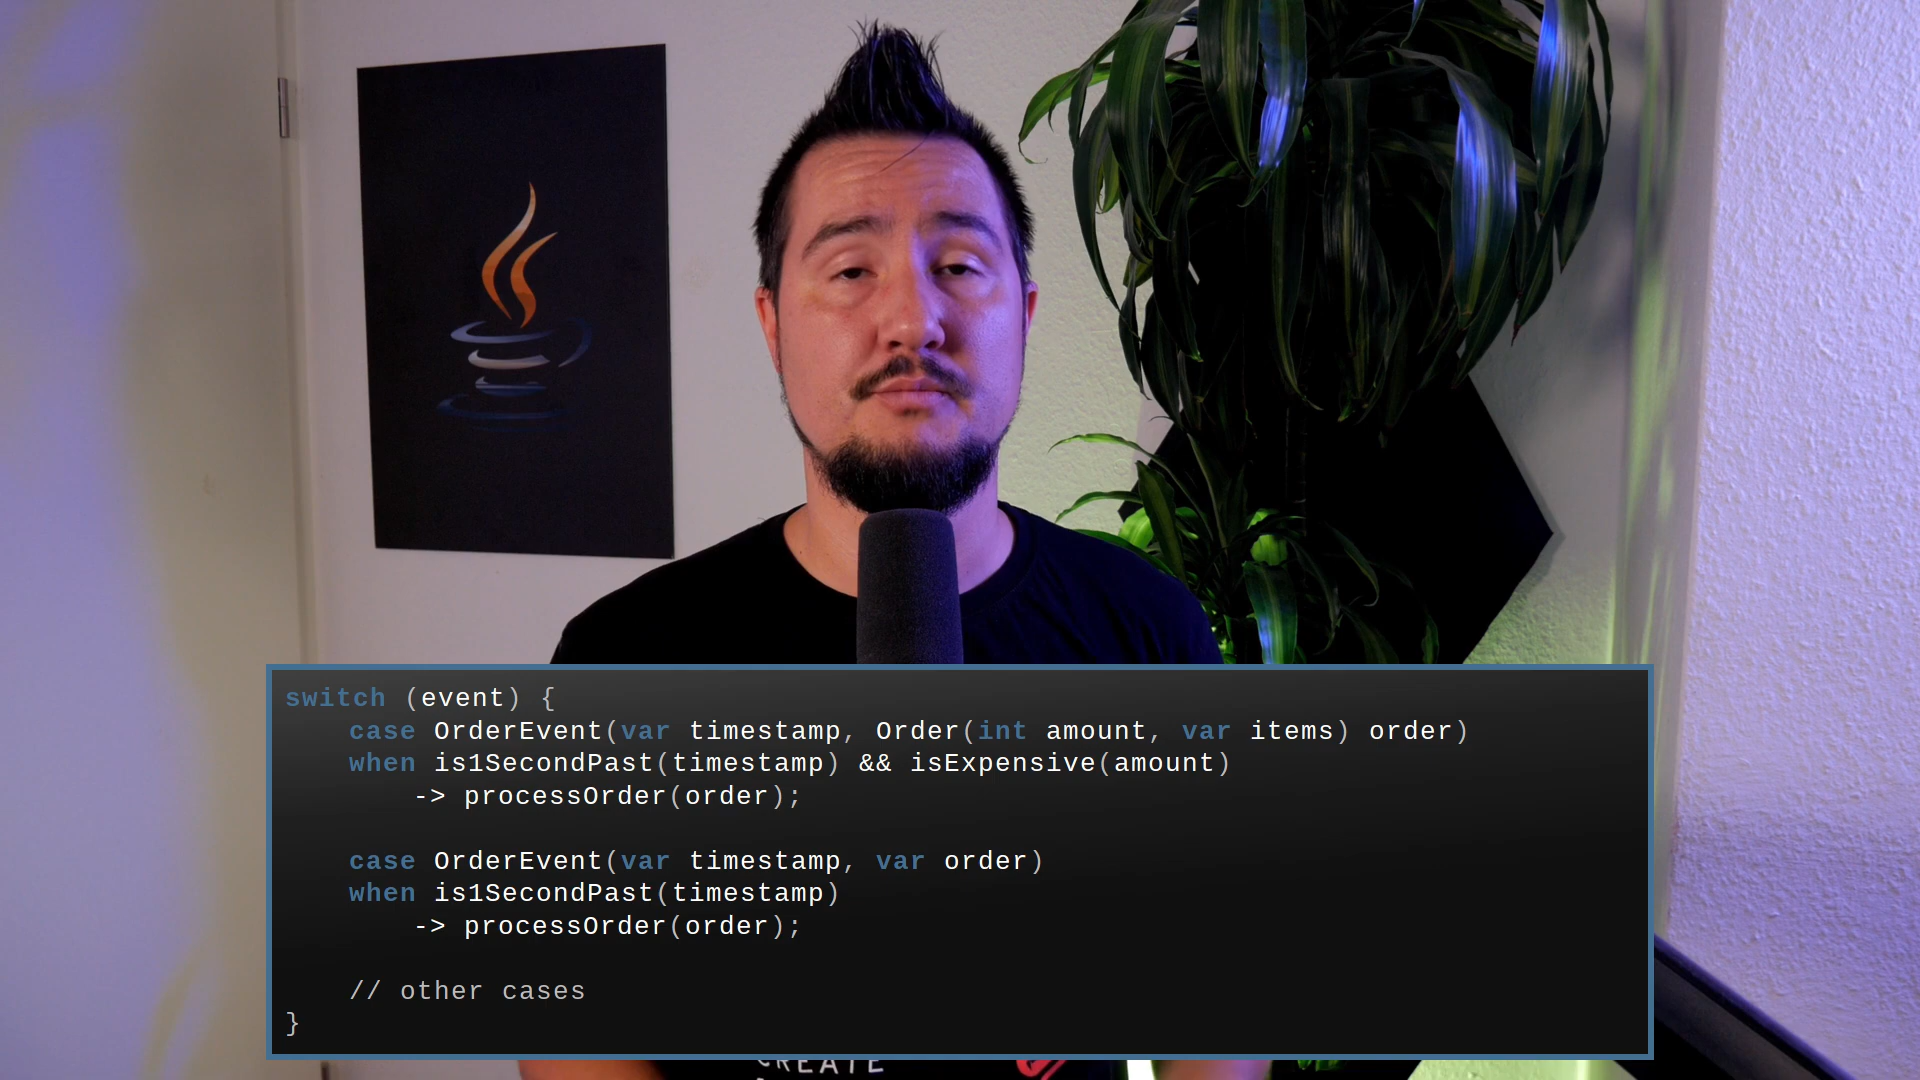 switch (event) {
    case OrderEvent(var timestamp, Order(int amount, var items) order)
    when is1SecondPast(timestamp) && isExpensive(amount)
        -> processOrder(order);
    case OrderEvent(var timestamp, var order)
    when is1SecondPast(timestamp)
        -> processOrder(order);
    // other cases
}
CREATE